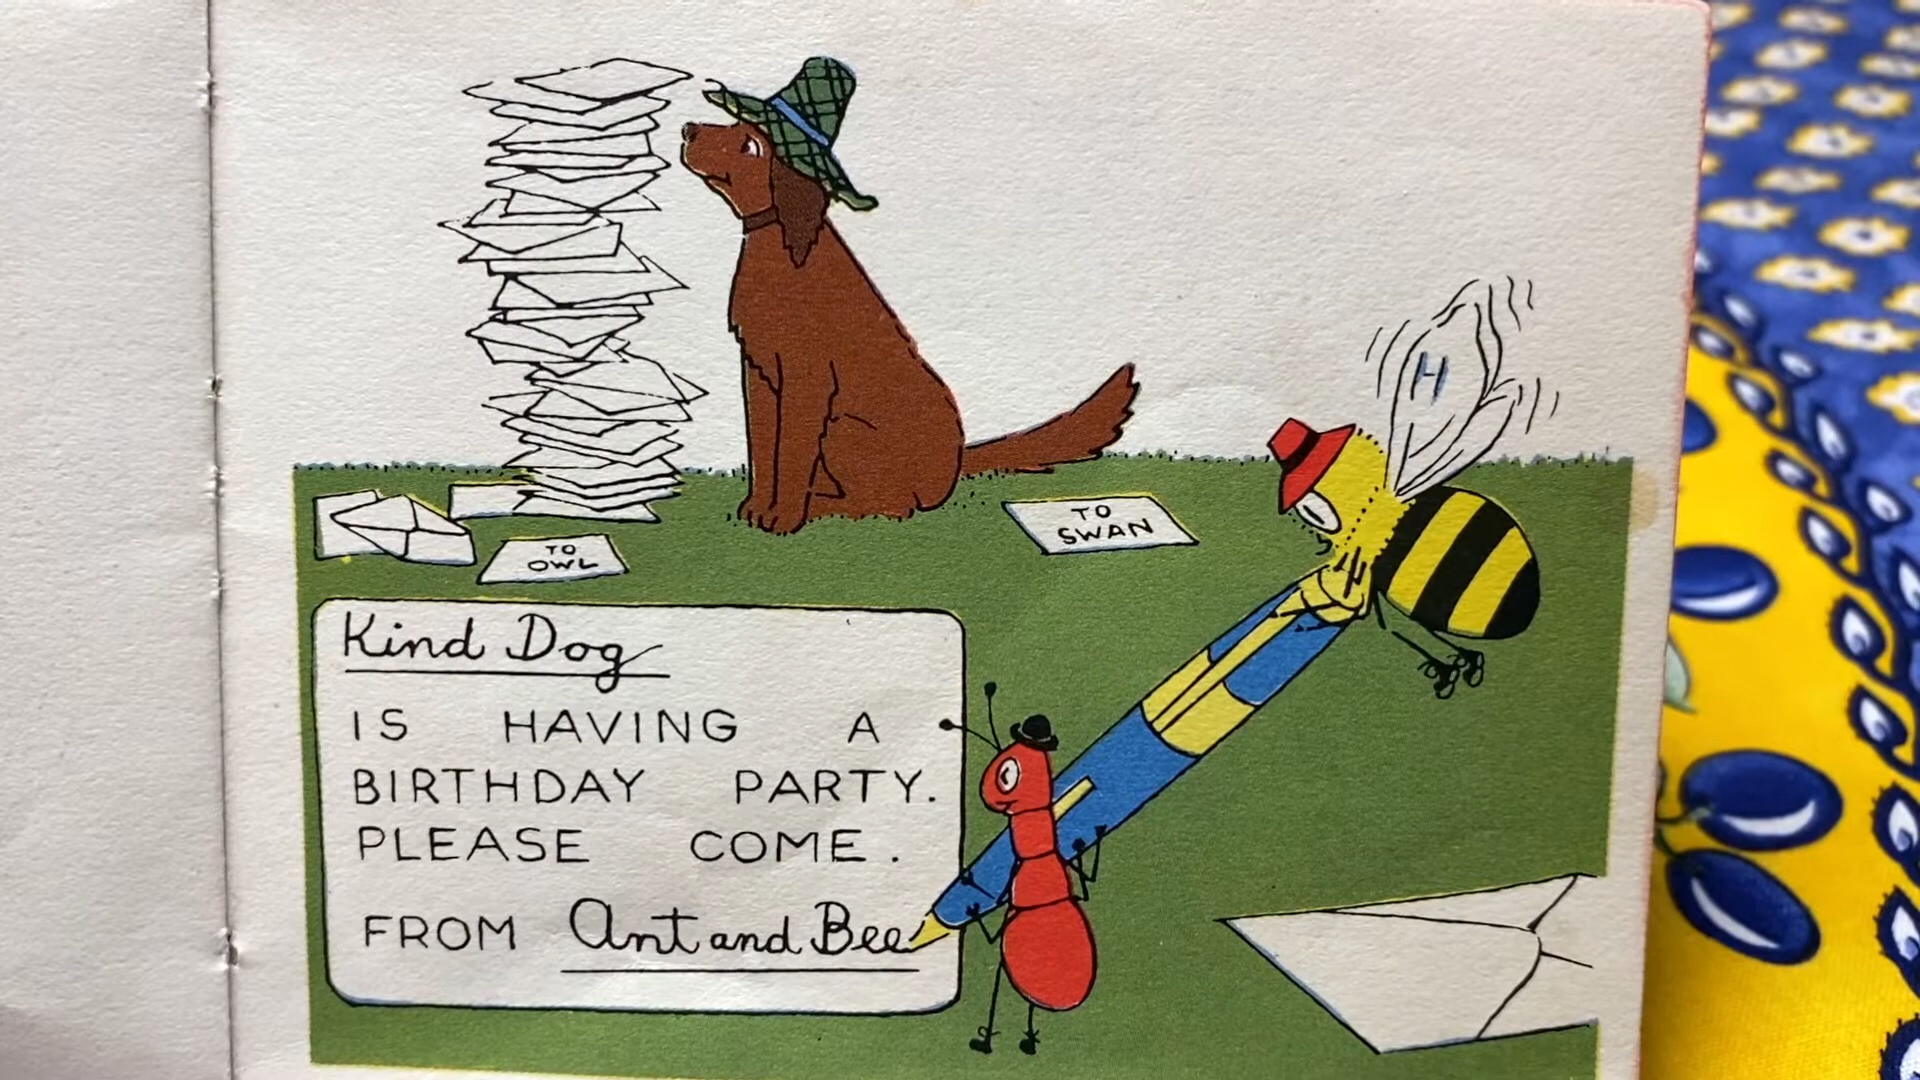 TO
OWL
TO
SWAN
H
Kind Dog
IS HAVING A
BIRTHDAY PARTY.
PLEASE COME.
FROM Ant and Bee